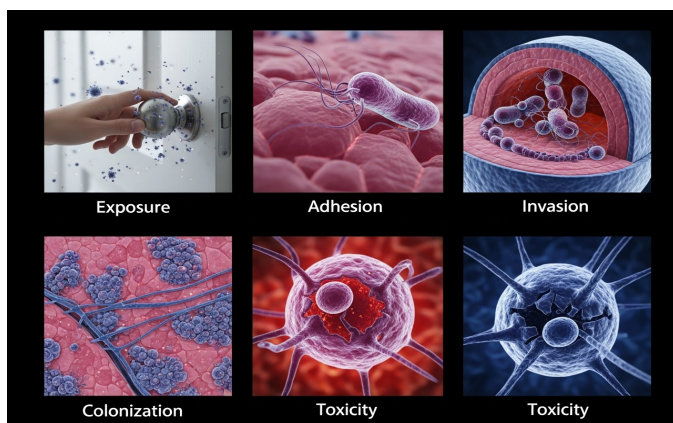 Exposure
Adhesion
Invasion
Colonization
Toxicity
Toxicity